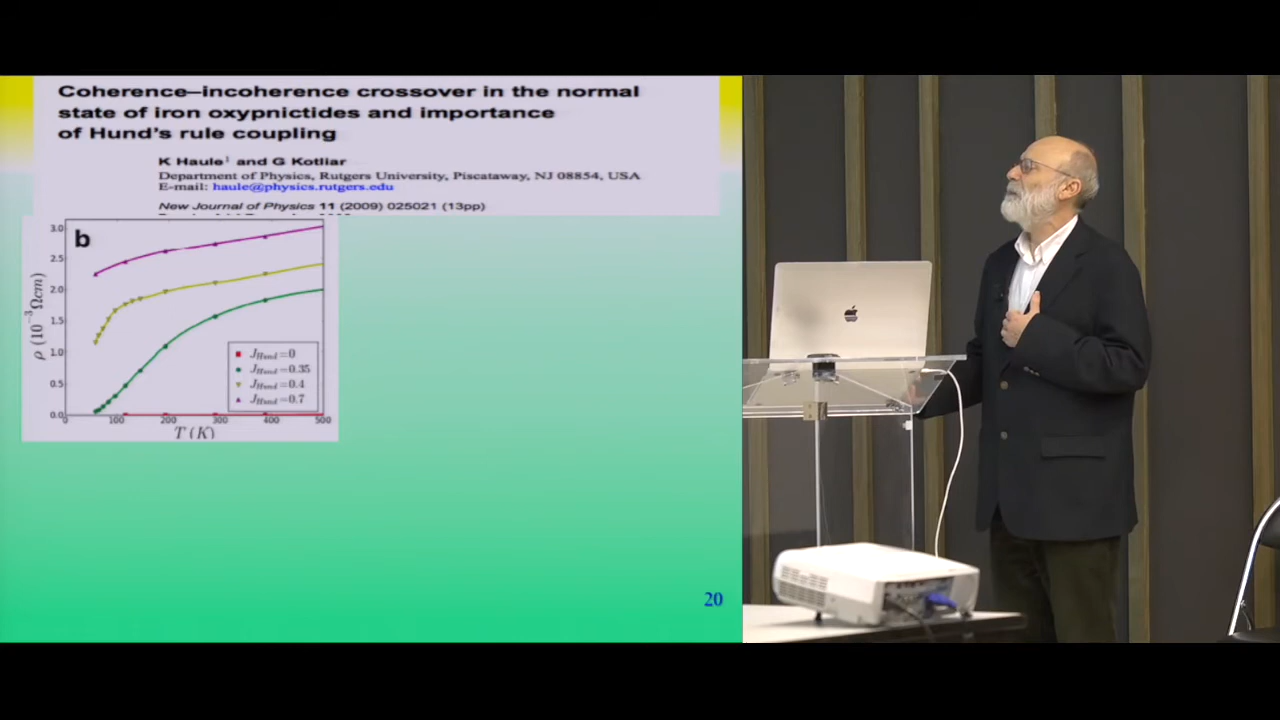 Coherence–incoherence crossover in the normal
state of iron oxypnictides and importance
of Hund's rule coupling
K Haule¹ and G Kotliar
Department of Physics, Rutgers University, Piscataway, NJ 08854, USA
E-mail: haule@physics.rutgers.edu
New Journal of Physics 11 (2009) 025021 (13pp)
b
3.0
2.5
2.0
1.5
1.0
0.5
0.0
ρ (10⁻³Ωcm)
J_Hund=0
J_Hund=0.35
J_Hund=0.4
J_Hund=0.7
0 100 200 300 400 500
T (K)
20